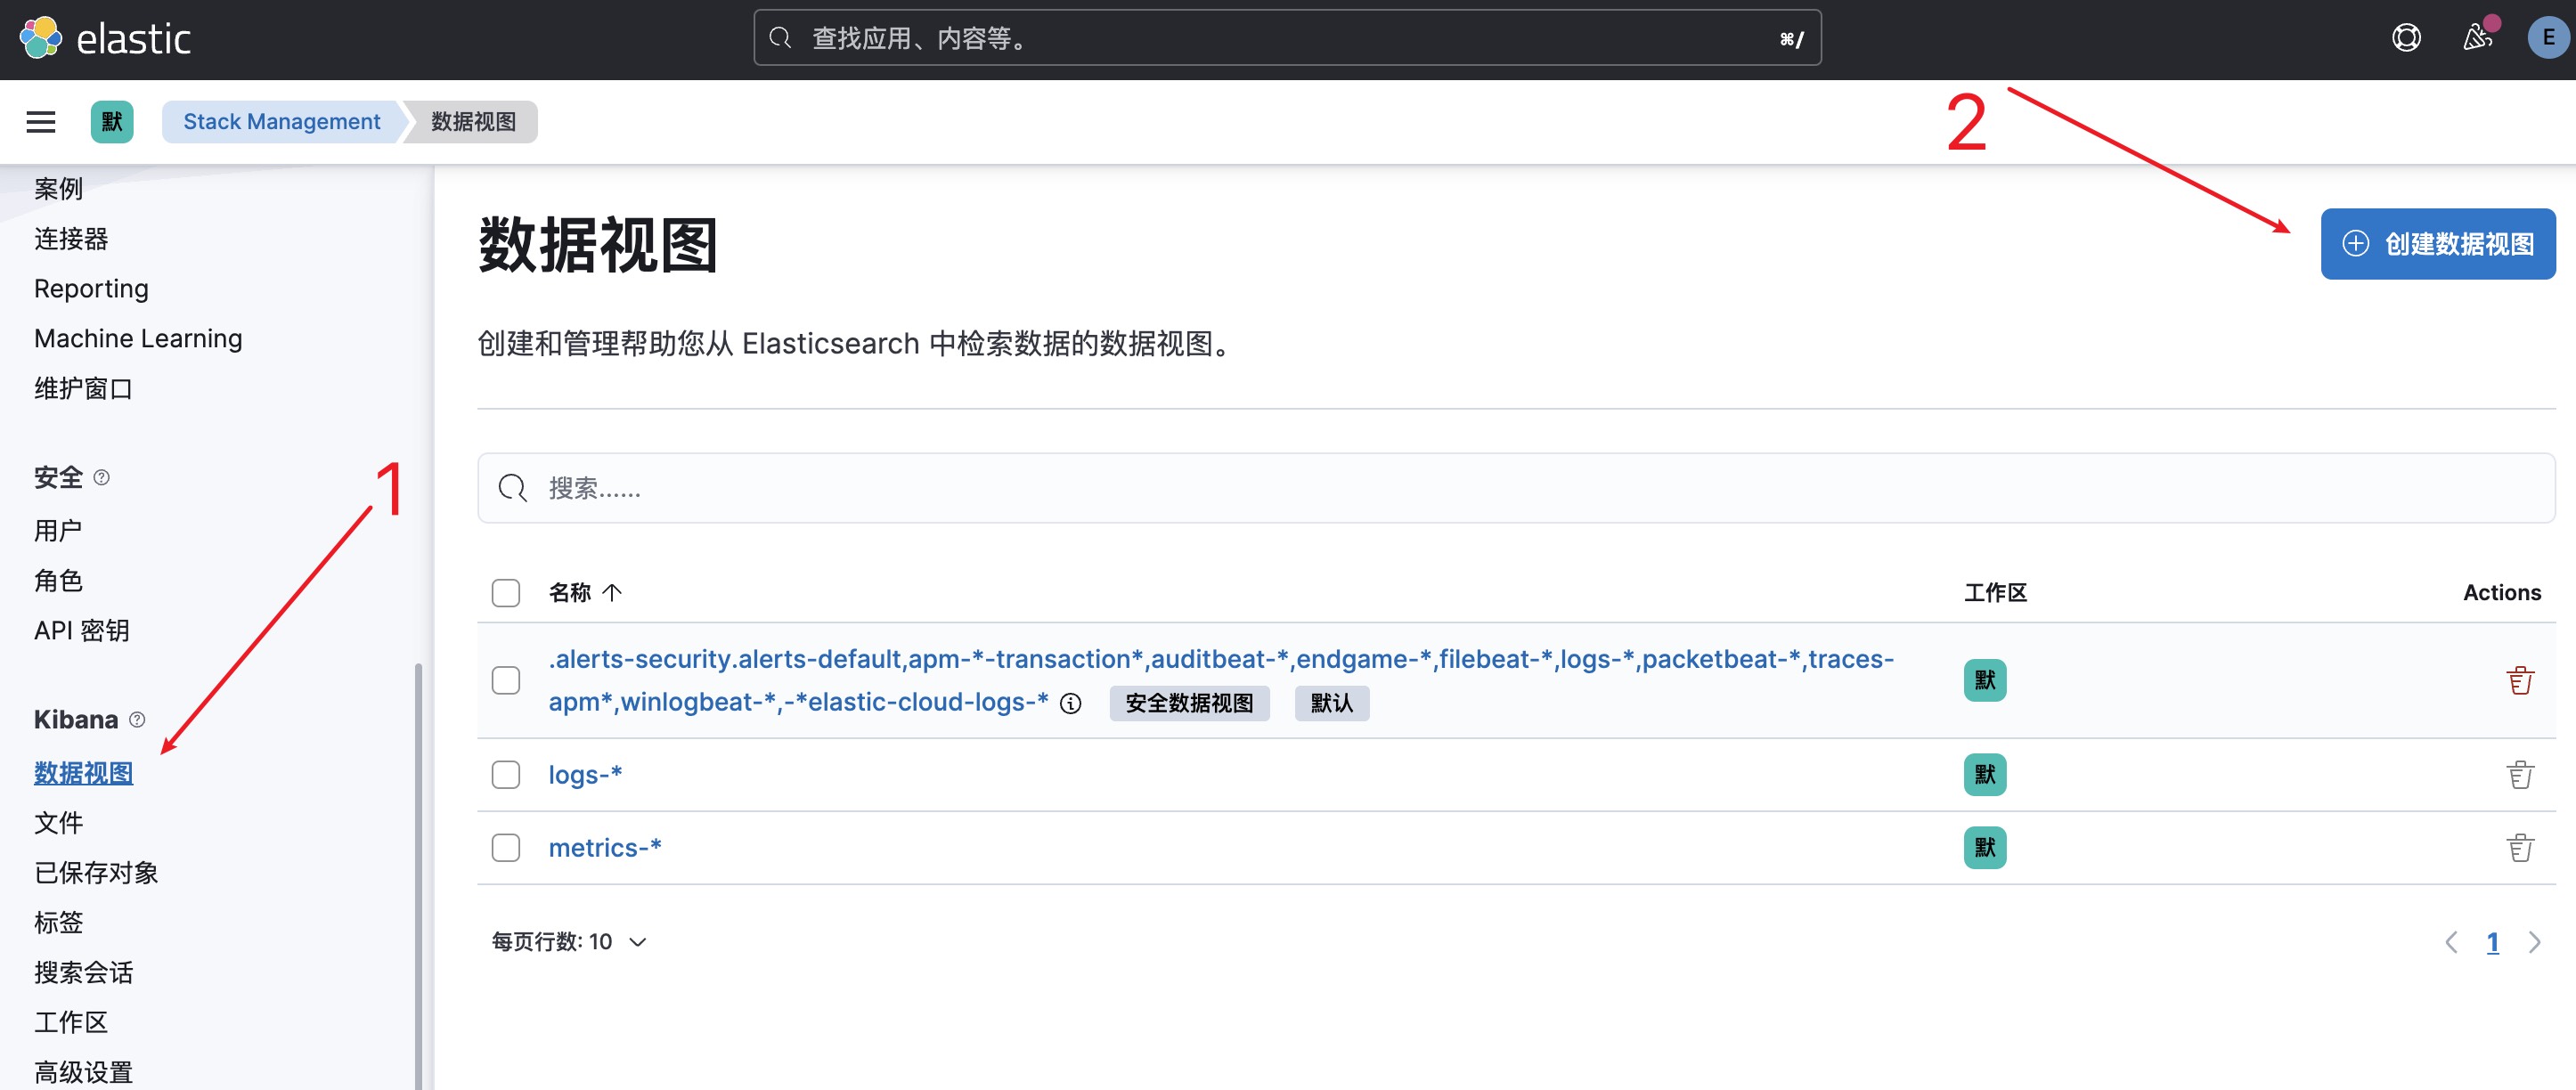 elastic
查找应用、内容等。
⌘/
E
默
Stack Management
数据视图
2
案例
连接器
Reporting
Machine Learning
维护窗口
安全
用户
角色
API 密钥
1
Kibana
数据视图
文件
已保存对象
标签
搜索会话
工作区
高级设置
数据视图
创建数据视图
创建和管理帮助您从 Elasticsearch 中检索数据的数据视图。
搜索......
名称 ↑ 工作区 Actions
.alerts-security.alerts-default,apm-*-transaction*,auditbeat-*,endgame-*,filebeat-*,logs-*,packetbeat-*,traces-
apm*,winlogbeat-*,-*elastic-cloud-logs-* 安全数据视图 默认
默
logs-* 默
metrics-* 默
每页行数: 10
1